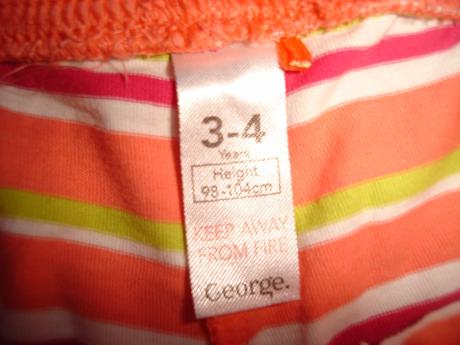 3-4
Years
Height
98-104cm
KEEP AWAY
FROM FIRE
George.